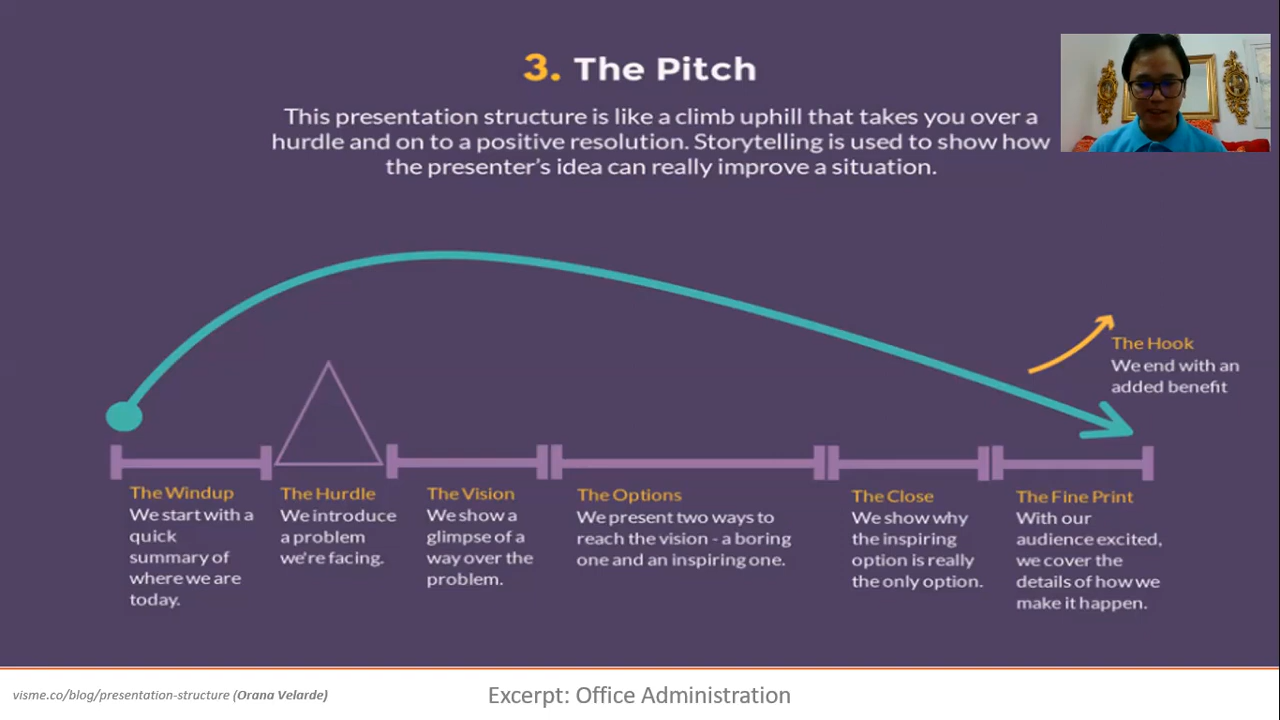 3. The Pitch
This presentation structure is like a climb uphill that takes you over a
hurdle and on to a positive resolution. Storytelling is used to show how
the presenter's idea can really improve a situation.
The Hook
We end with an
added benefit
The Windup
We start with a
quick
summary of
where we are
today.
The Hurdle
We introduce
a problem
we're facing.
The Vision
We show a
glimpse of a
way over the
problem.
The Options
We present two ways to
reach the vision - a boring
one and an inspiring one.
The Close
We show why
the inspiring
option is really
the only option.
The Fine Print
With our
audience excited,
we cover the
details of how we
make it happen.
visme.co/blog/presentation-structure (Orana Velarde)
Excerpt: Office Administration